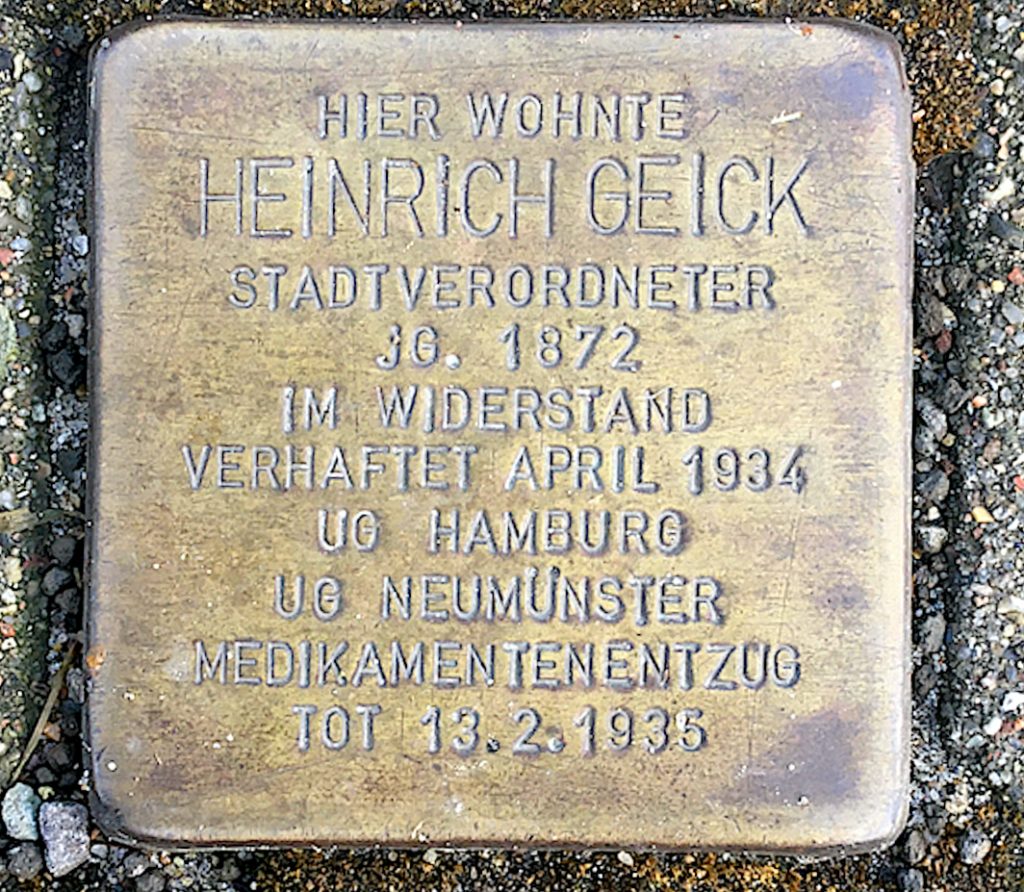 HIER WOHNTE
HEINRICH GEICK
STADTVERORDNETER
JG. 1872
IM WIDERSTAND
VERHAFTET APRIL 1934
UG HAMBURG
UG NEUMÜNSTER
MEDIKAMENTENENTZUG
TOT 13.2.1935